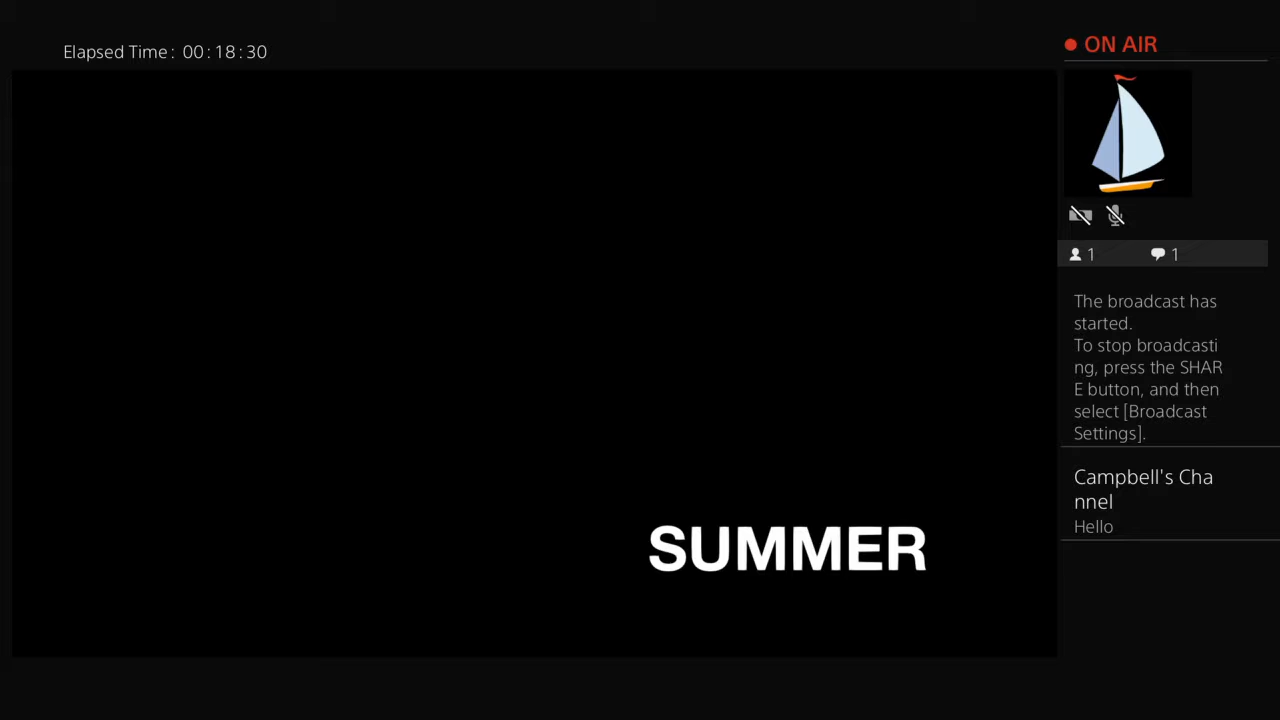 Elapsed Time: 00:18:30
ON AIR
1 1
The broadcast has
started.
To stop broadcasti
ng, press the SHAR
E button, and then
select [Broadcast
Settings].
Campbell's Cha
nnel
Hello
SUMMER